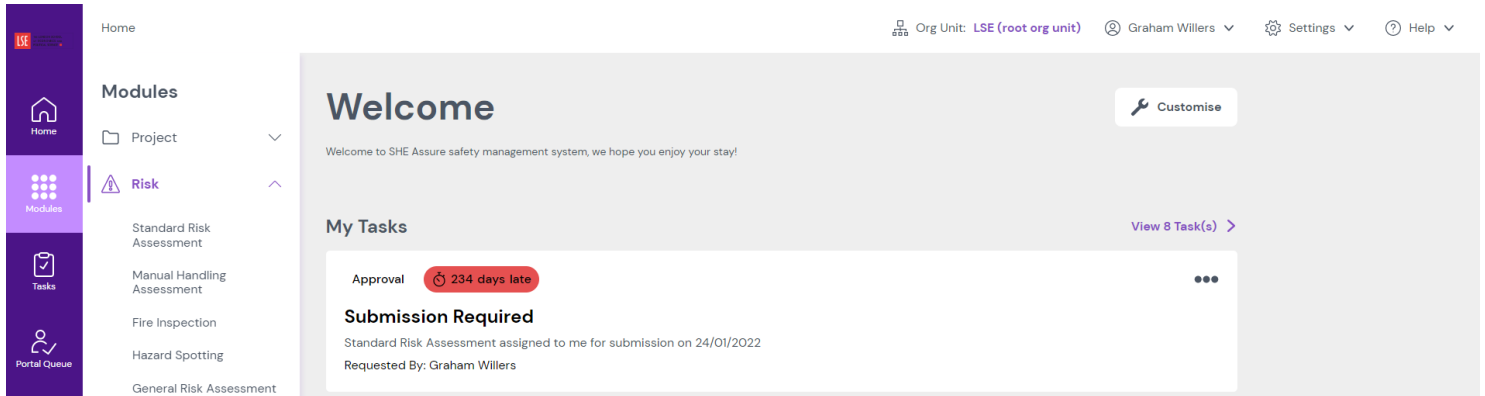 LSE
Home
Org Unit: LSE (root org unit)
Graham Willers
Settings
Help
Home
Modules
Tasks
Portal Queue
Modules
Project
Risk
Standard Risk
Assessment
Manual Handling
Assessment
Fire Inspection
Hazard Spotting
General Risk Assessment
Welcome
Customise
Welcome to SHE Assure safety management system, we hope you enjoy your stay!
My Tasks
View 8 Task(s)
Approval
234 days late
Submission Required
Standard Risk Assessment assigned to me for submission on 24/01/2022
Requested By: Graham Willers